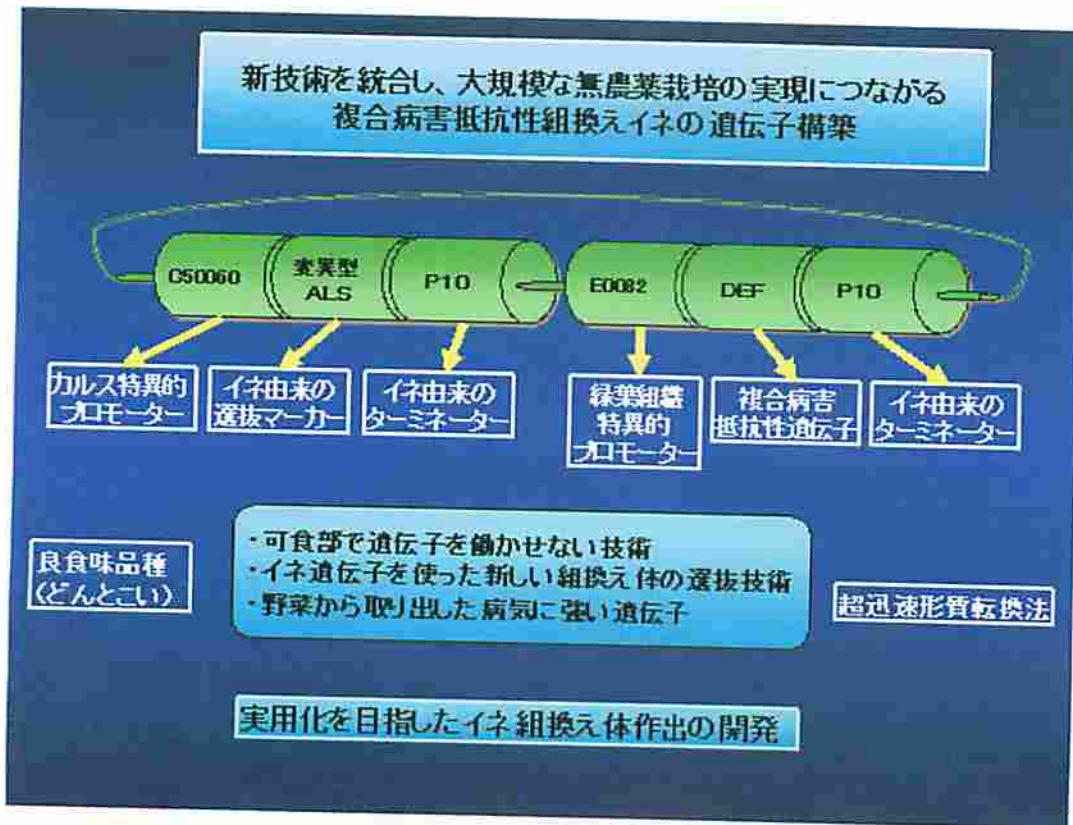 新技術を統合し、大規模な無農薬栽培の実現につながる
複合病害抵抗性組換えイネの遺伝子構築
C50060
変異型
ALS
P10
E0082
DEF
P10
カルス特異的
プロモーター
イネ由来の
選抜マーカー
イネ由来の
ターミネーター
緑葉組織
特異的
プロモーター
複合病害
抵抗性遺伝子
イネ由来の
ターミネーター
良食味品種
(どんとこい)
・可食部で遺伝子を働かせない技術
・イネ遺伝子を使った新しい組換え体の選抜技術
・野菜から取り出した病気に強い遺伝子
超迅速形質転換法
実用化を目指したイネ組換え体作出の開発